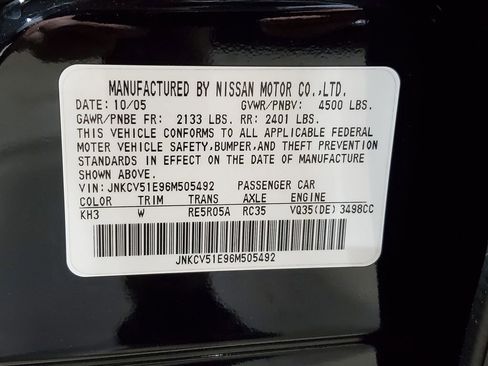 MANUFACTURED BY NISSAN MOTOR CO.,LTD.
DATE: 10/05 GVWR/PNBV: 4500 LBS.
GAWR/PNBE FR: 2133 LBS. RR: 2401 LBS.
THIS VEHICLE CONFORMS TO ALL APPLICABLE FEDERAL
MOTOR VEHICLE SAFETY, BUMPER, AND THEFT PREVENTION
STANDARDS IN EFFECT ON THE DATE OF MANUFACTURE
SHOWN ABOVE.
VIN: JNKCV51E96M505492 PASSENGER CAR
COLOR TRIM TRANS AXLE ENGINE
KH3 W RE5R05A RC35 VQ35(DE) 3498CC
JNKCV51E96M505492